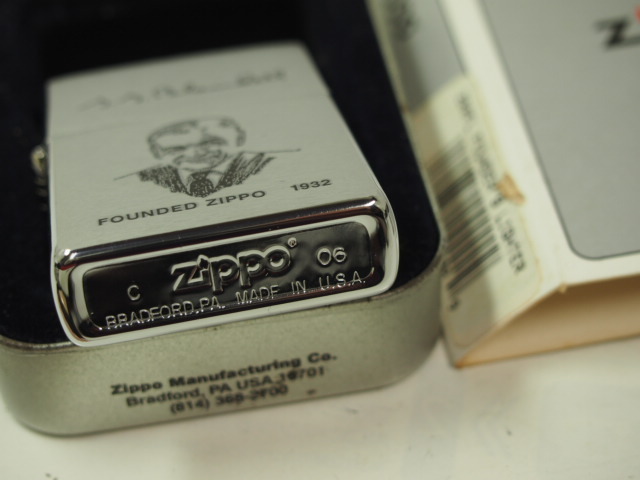 FOUNDED ZIPPO 1932
C Zippo® 06
BRADFORD, PA. MADE IN U.S.A.
Zippo Manufacturing Co.
Bradford, PA USA 16701
(814) 368-2700